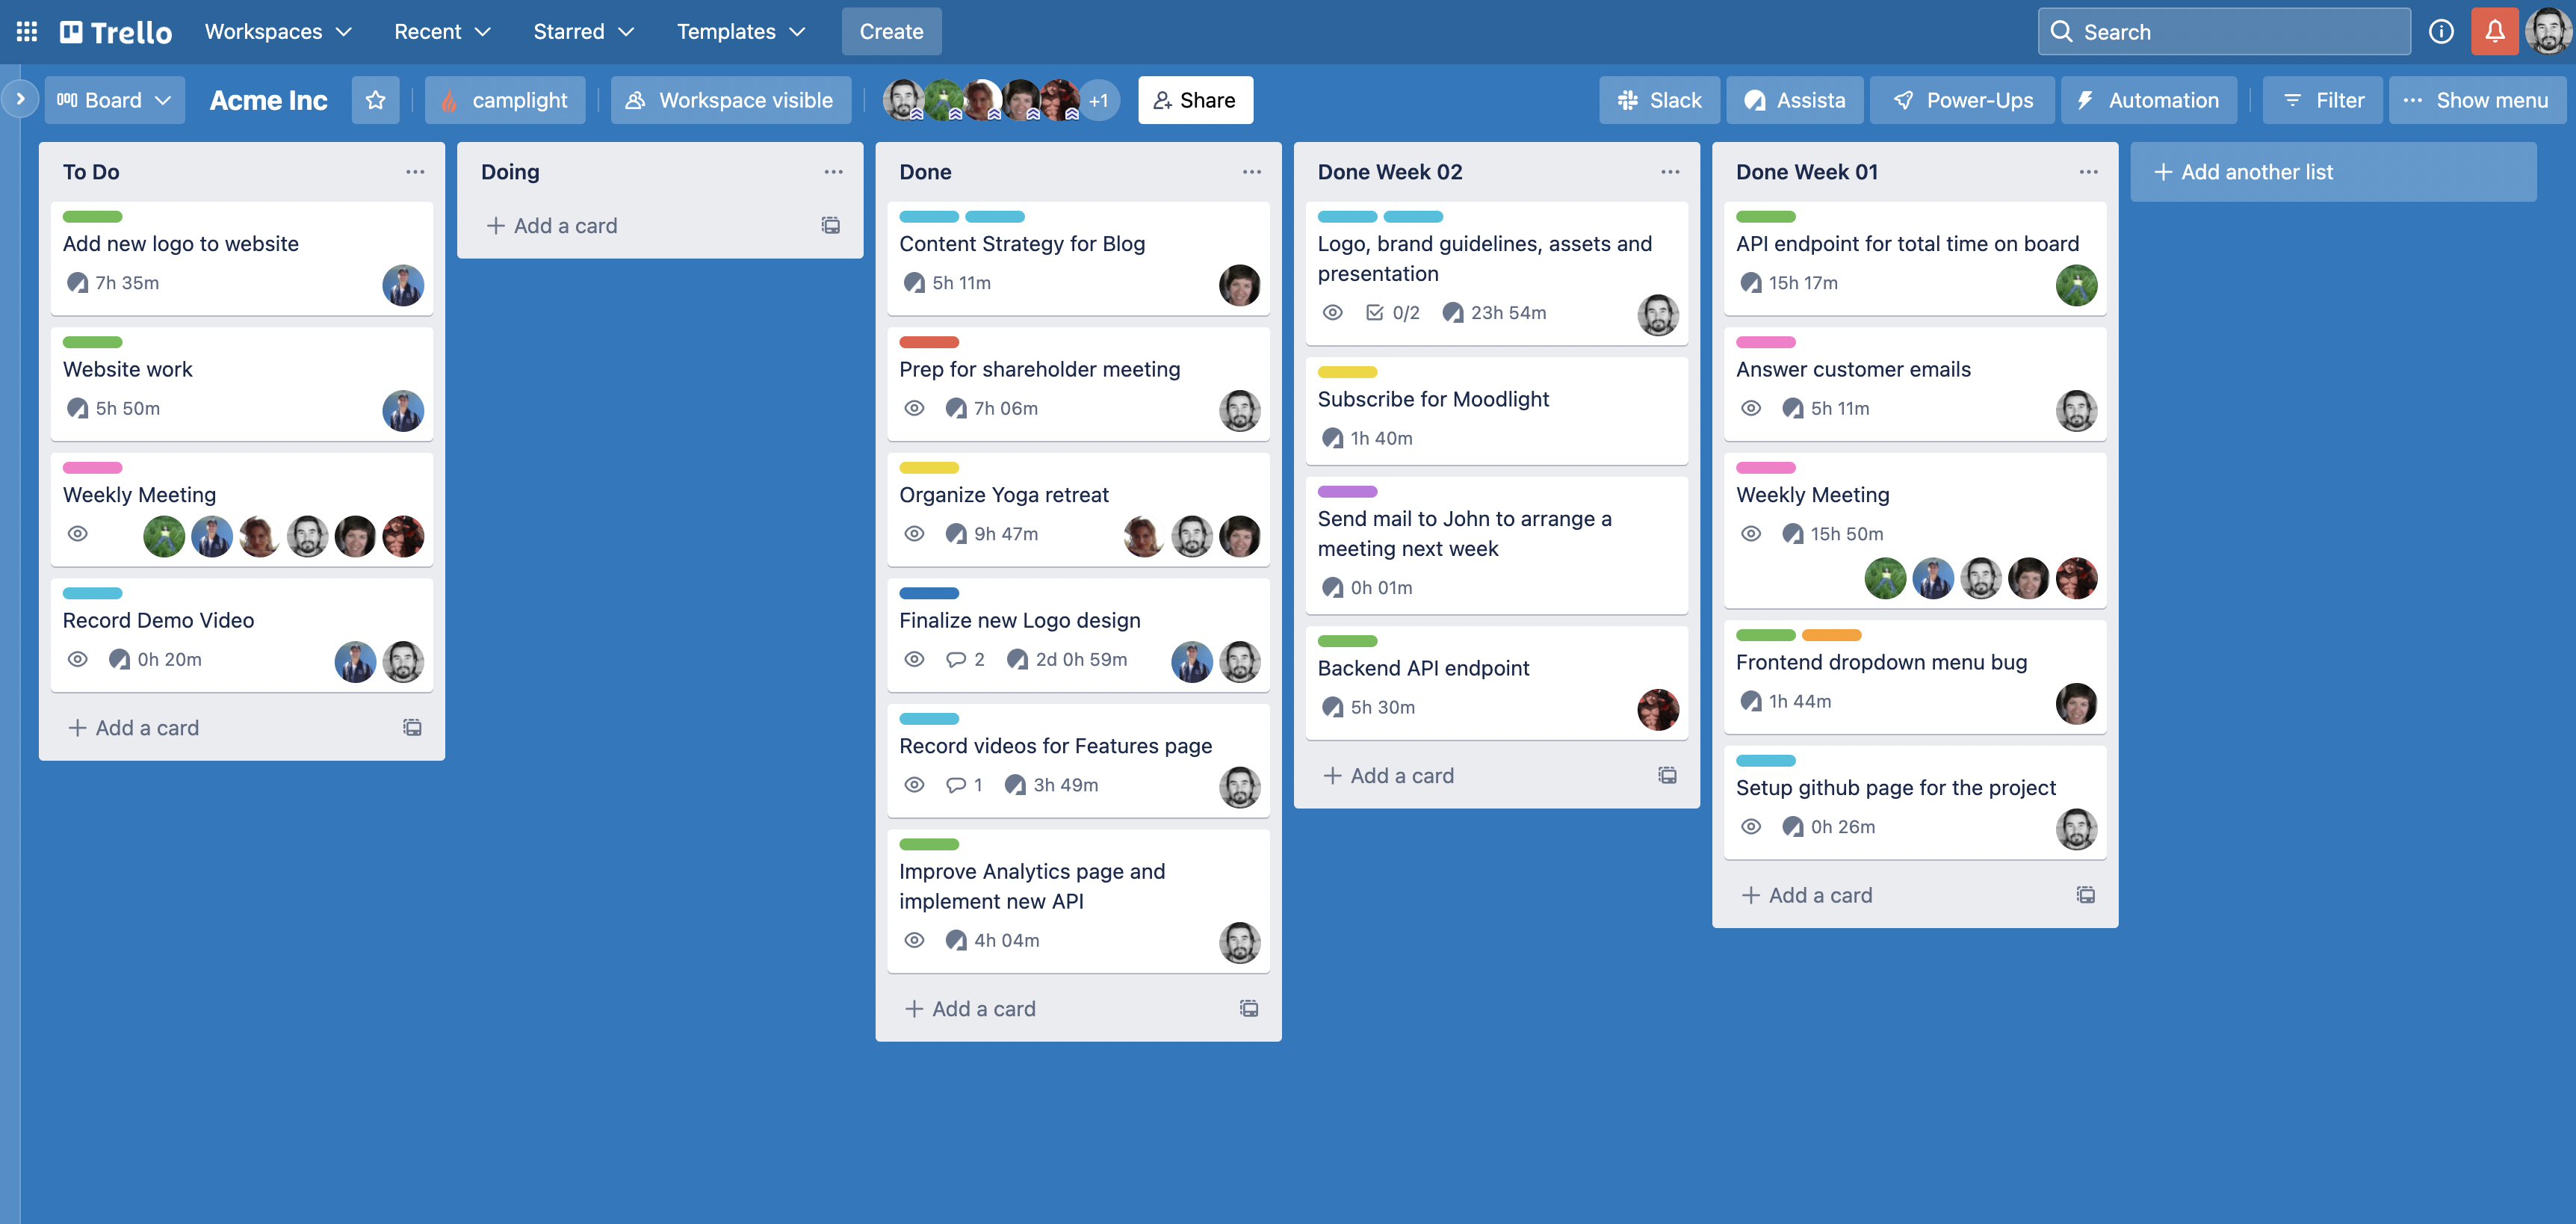 Trello
Workspaces
Recent
Starred
Templates
Create
Search
Board
Acme Inc
camplight
Workspace visible
+1
Share
Slack
Assista
Power-Ups
Automation
Filter
Show menu
To Do
Add new logo to website
7h 35m
Website work
5h 50m
Weekly Meeting
Record Demo Video
0h 20m
Add a card
Doing
Add a card
Done
Content Strategy for Blog
5h 11m
Prep for shareholder meeting
7h 06m
Organize Yoga retreat
9h 47m
Finalize new Logo design
2 2d 0h 59m
Record videos for Features page
1 3h 49m
Improve Analytics page and
implement new API
4h 04m
Add a card
Done Week 02
Logo, brand guidelines, assets and
presentation
0/2 23h 54m
Subscribe for Moodlight
1h 40m
Send mail to John to arrange a
meeting next week
0h 01m
Backend API endpoint
5h 30m
Add a card
Done Week 01
API endpoint for total time on board
15h 17m
Answer customer emails
5h 11m
Weekly Meeting
15h 50m
Frontend dropdown menu bug
1h 44m
Setup github page for the project
0h 26m
Add a card
Add another list